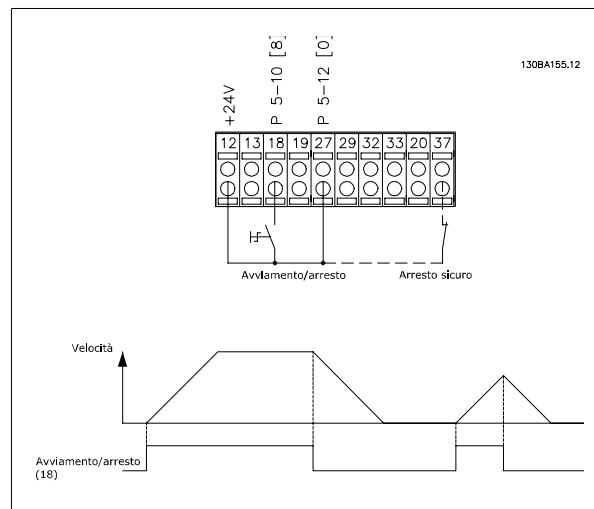 130BA155.12
+24V
P 5-10 [8]
P 5-12 [0]
12 13 18 19 27 29 32 33 20 37
Avviamento/arresto
Arresto sicuro
Velocità
Avviamento/arresto
(18)